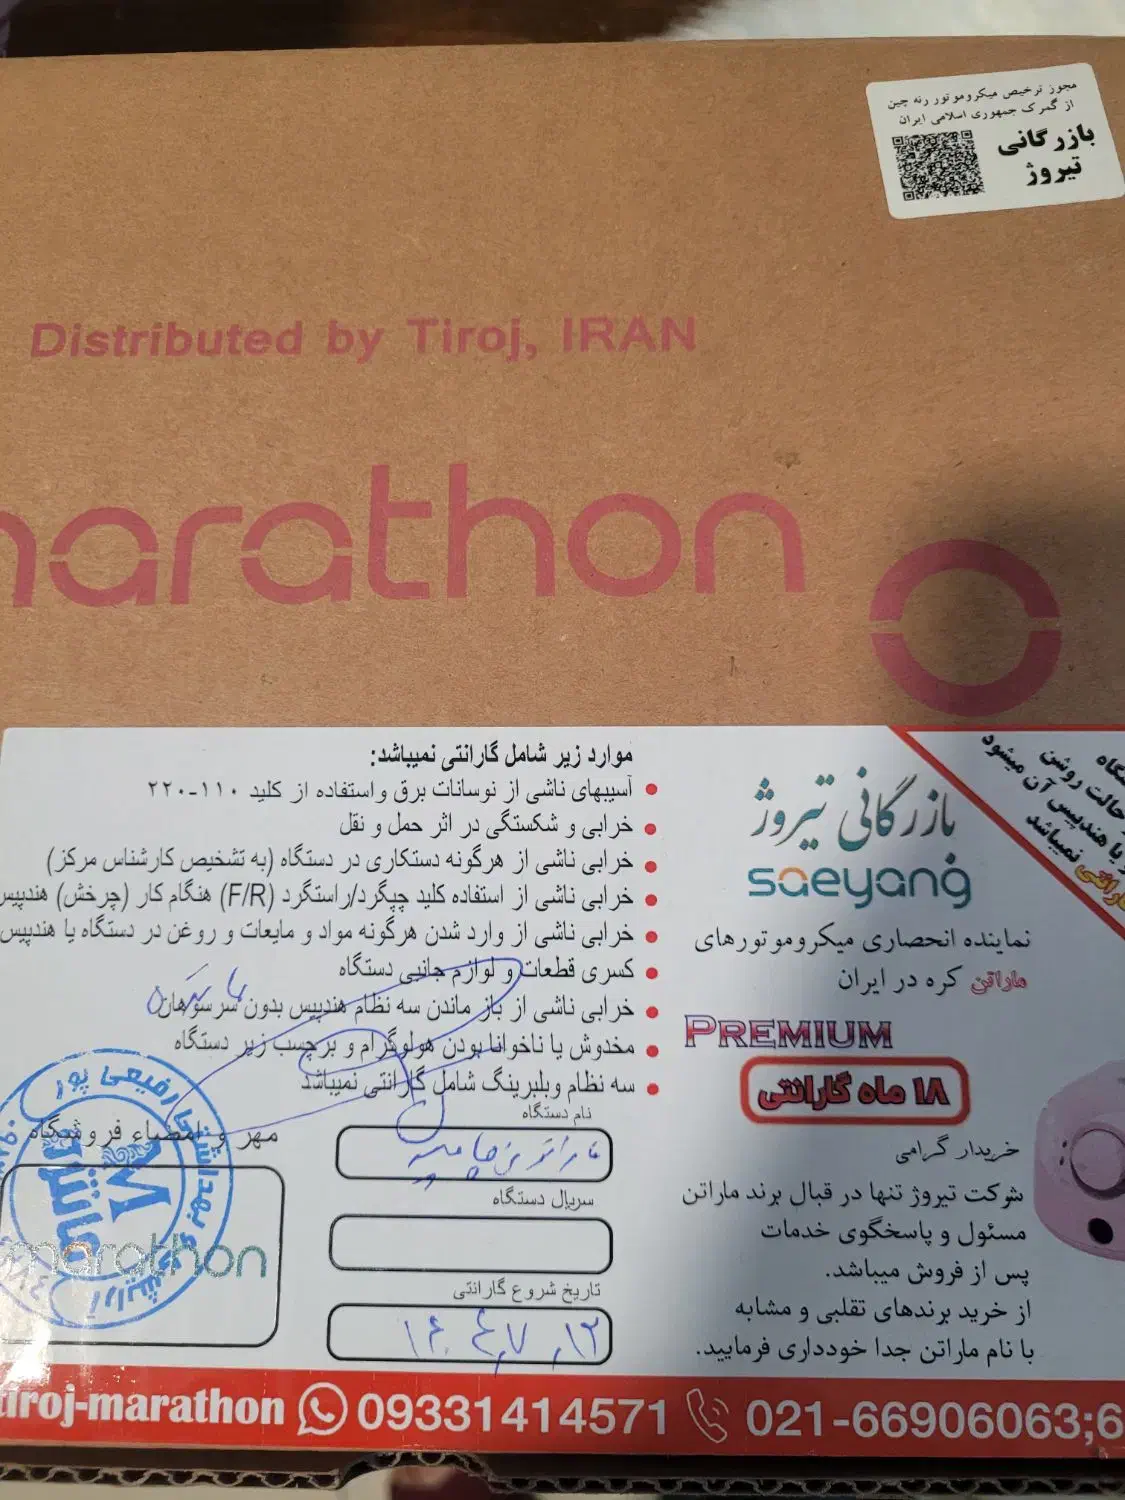 مجوز ترخیص میکروموتور رنه چین
از گمرک جمهوری اسلامی ایران
بازرگانی
تیروژ
Distributed by Tiroj, IRAN
marathon
موارد زیر شامل گارانتی نمیباشد:
آسیبهای ناشی از نوسانات برق واستفاده از کلید ۱۱۰-۲۲۰
خرابی و شکستگی در اثر حمل و نقل
خرابی ناشی از هرگونه دستکاری در دستگاه (به تشخیص کارشناس مرکز)
خرابی ناشی از استفاده کلید چپگرد/راستگرد (F/R) هنگام کار (چرخش) هندپیس
خرابی ناشی از وارد شدن هرگونه مواد و مایعات و روغن در دستگاه یا هندپیس
کسری قطعات و لوازم جانبی دستگاه
خرابی ناشی از باز ماندن سه نظام هندپیس بدون سرسوهان
مخدوش یا ناخوانا بودن هولوگرام و برچسب زیر دستگاه
سه نظام وبلبرینگ شامل گارانتی نمیباشد
نام دستگاه
سریال دستگاه
تاریخ شروع گارانتی
مهر و امضاء فروشگاه
marathon
حالت روشن
یا هندپیس آن میشود
نمیباشد
بازرگانی تیروژ
saeyang
نماینده انحصاری میکروموتورهای
ماراتن کره در ایران
PREMIUM
۱۸ ماه گارانتی
خریدار گرامی
شرکت تیروژ تنها در قبال برند ماراتن
مسئول و پاسخگوی خدمات
پس از فروش میباشد.
از خرید برندهای تقلبی و مشابه
با نام ماراتن جدا خودداری فرمایید.
tiroj-marathon 09331414571 021-66906063;6